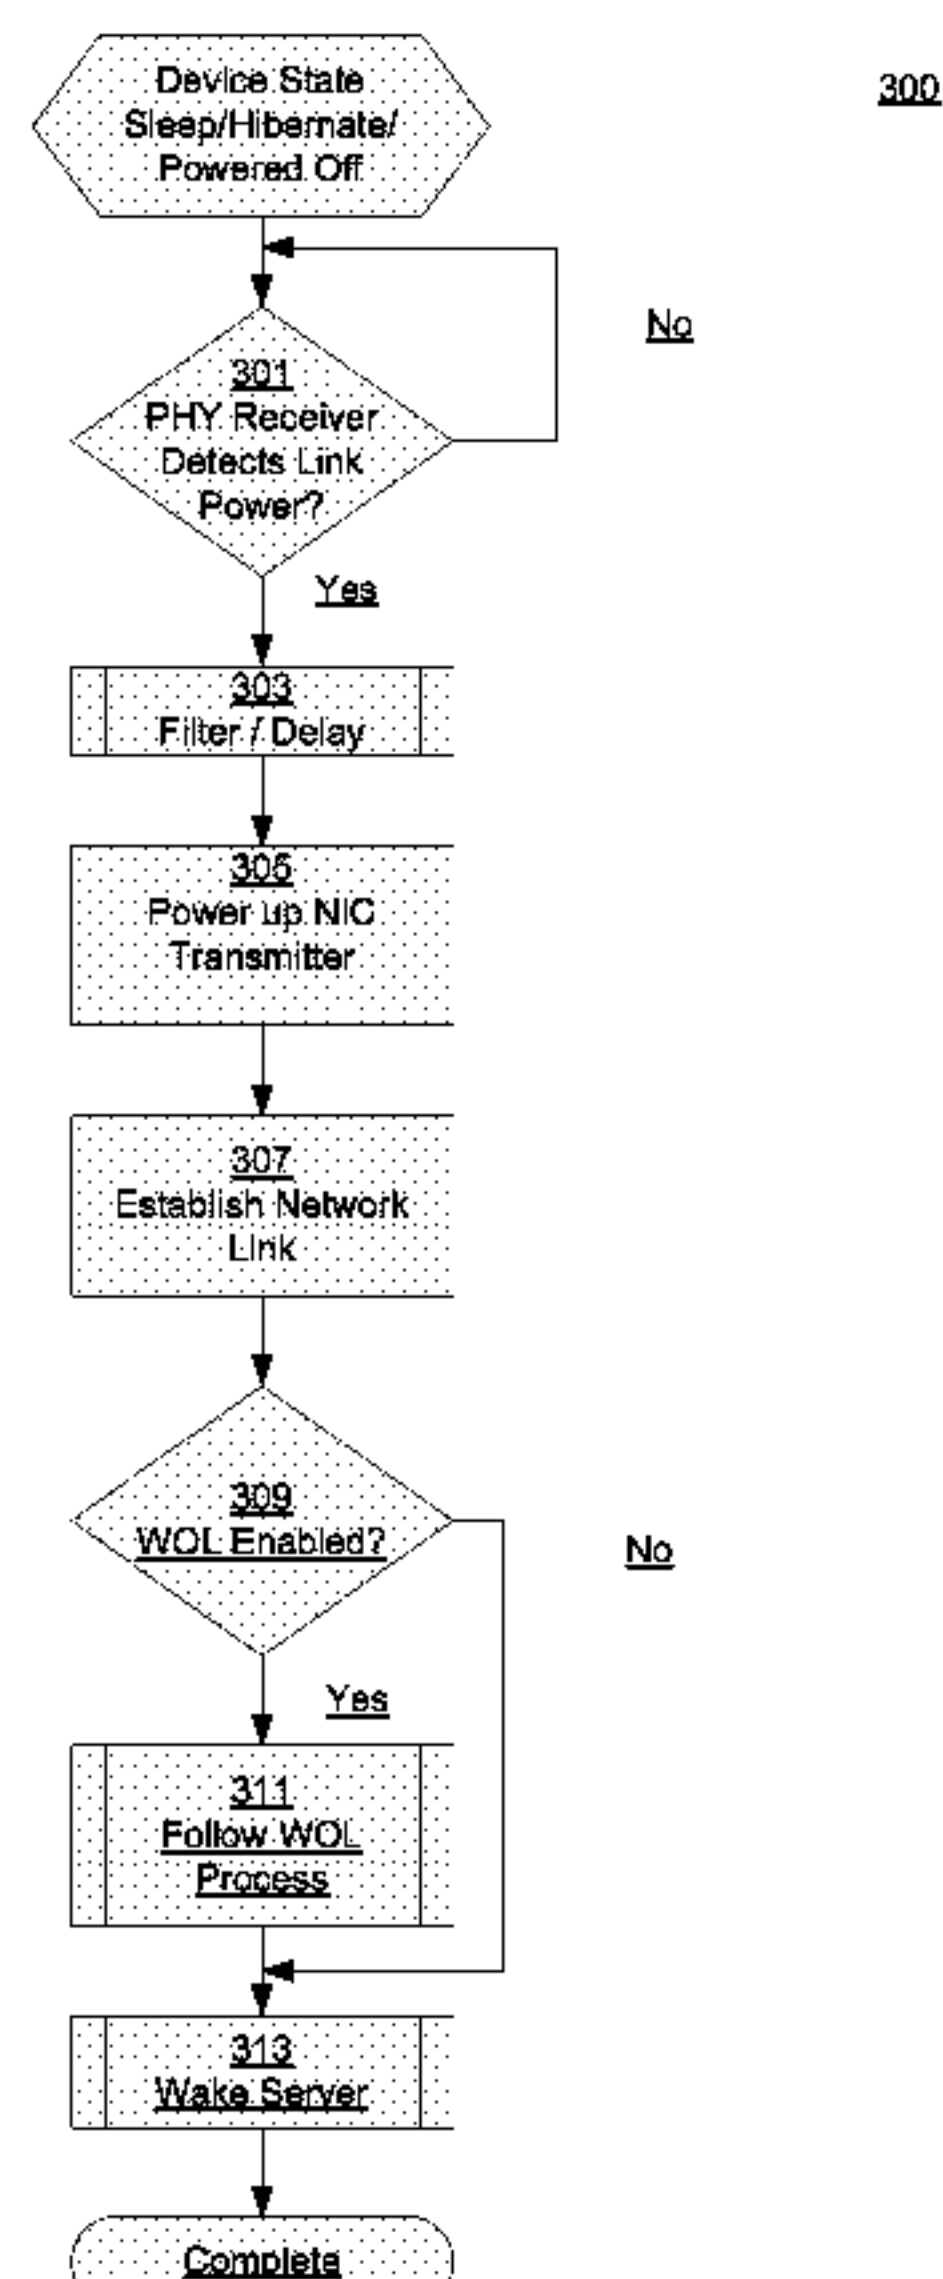 Device State
Sleep/Hibernate/
Powered Off
300
No
301
PHY Receiver
Detects Link
Power?
Yes
303
Filter / Delay
305
Power up NIC
Transmitter
307
Establish Network
Link
309
WOL Enabled?
No
Yes
311
Follow WOL
Process
313
Wake Server
Complete